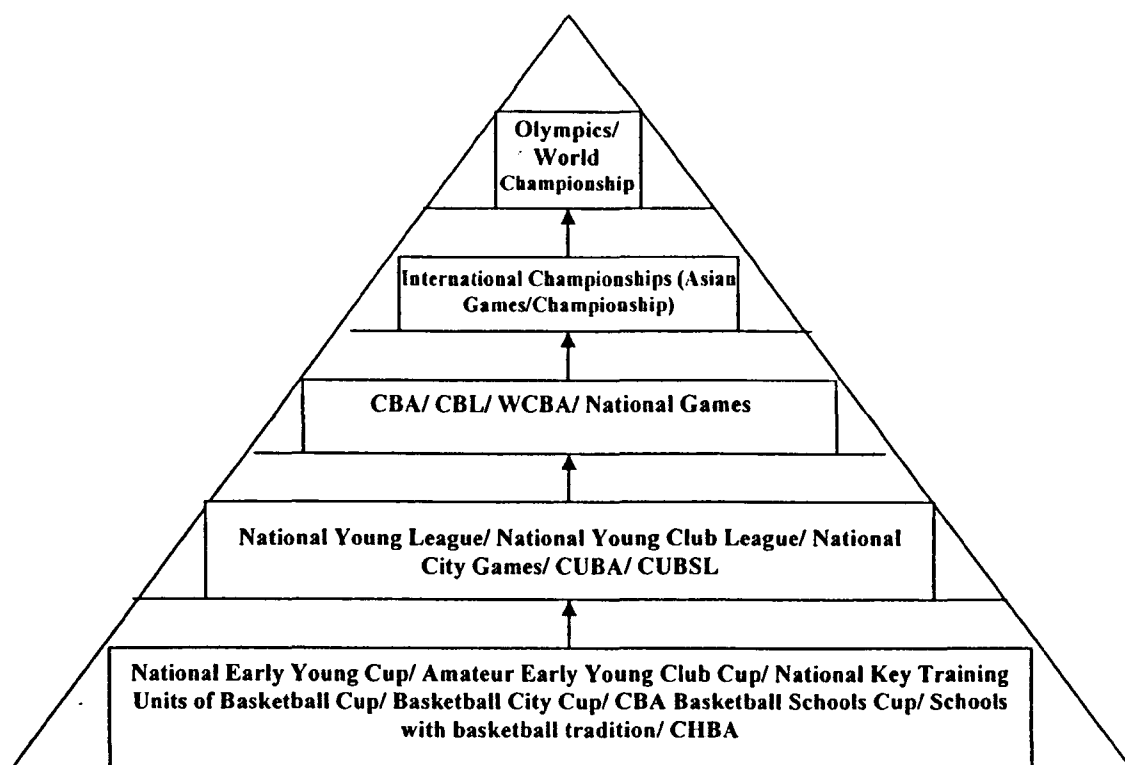 Olympics/
World
Championship
International Championships (Asian
Games/Championship)
CBA/ CBL/ WCBA/ National Games
National Young League/ National Young Club League/ National
City Games/ CUBA/ CUBSL
National Early Young Cup/ Amateur Early Young Club Cup/ National Key Training
Units of Basketball Cup/ Basketball City Cup/ CBA Basketball Schools Cup/ Schools
with basketball tradition/ CHBA